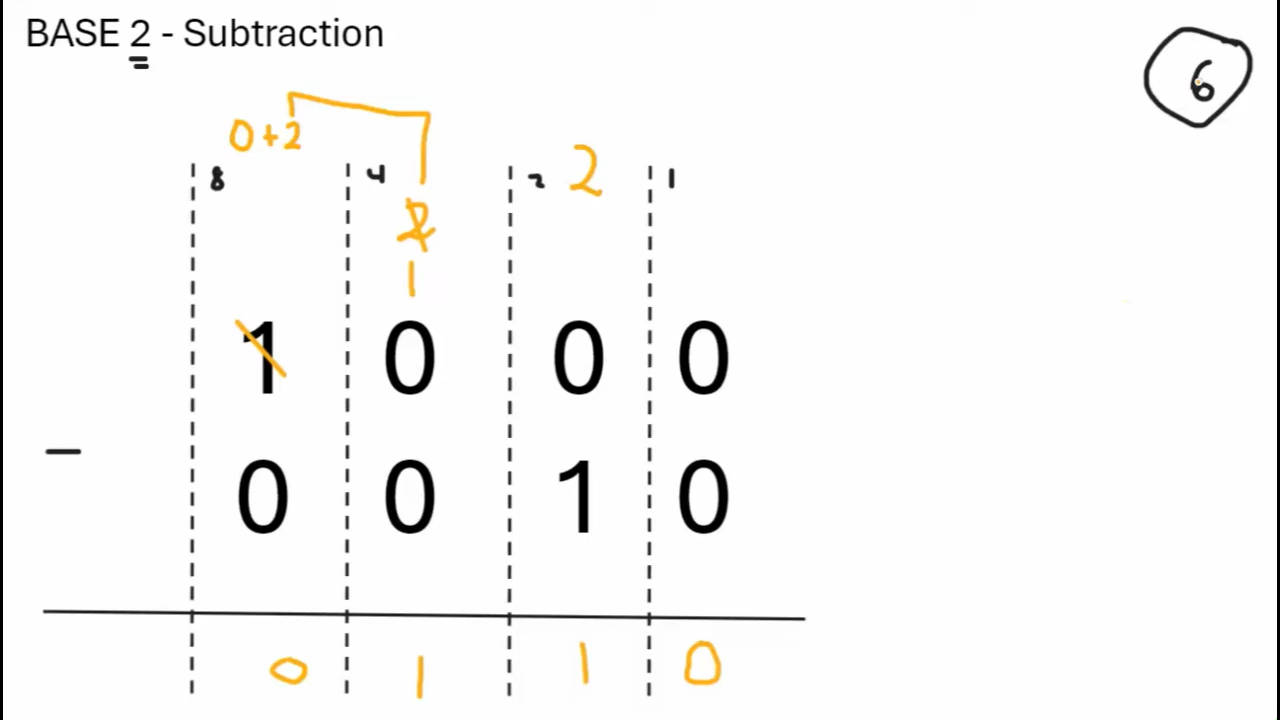 BASE 2 - Subtraction
6
0+2
8 4 2 2 1
2
1
1 0 0 0
-
0 0 1 0
0 1 1 0